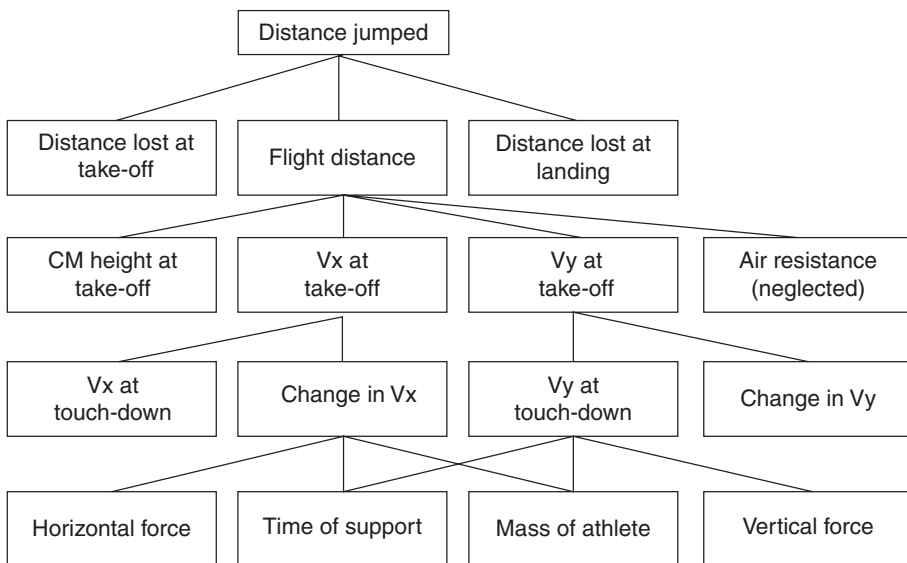 Distance jumped
Distance lost at
take-off
Flight distance
Distance lost at
landing
CM height at
take-off
Vx at
take-off
Vy at
take-off
Air resistance
(neglected)
Vx at
touch-down
Change in Vx
Vy at
touch-down
Change in Vy
Horizontal force
Time of support
Mass of athlete
Vertical force